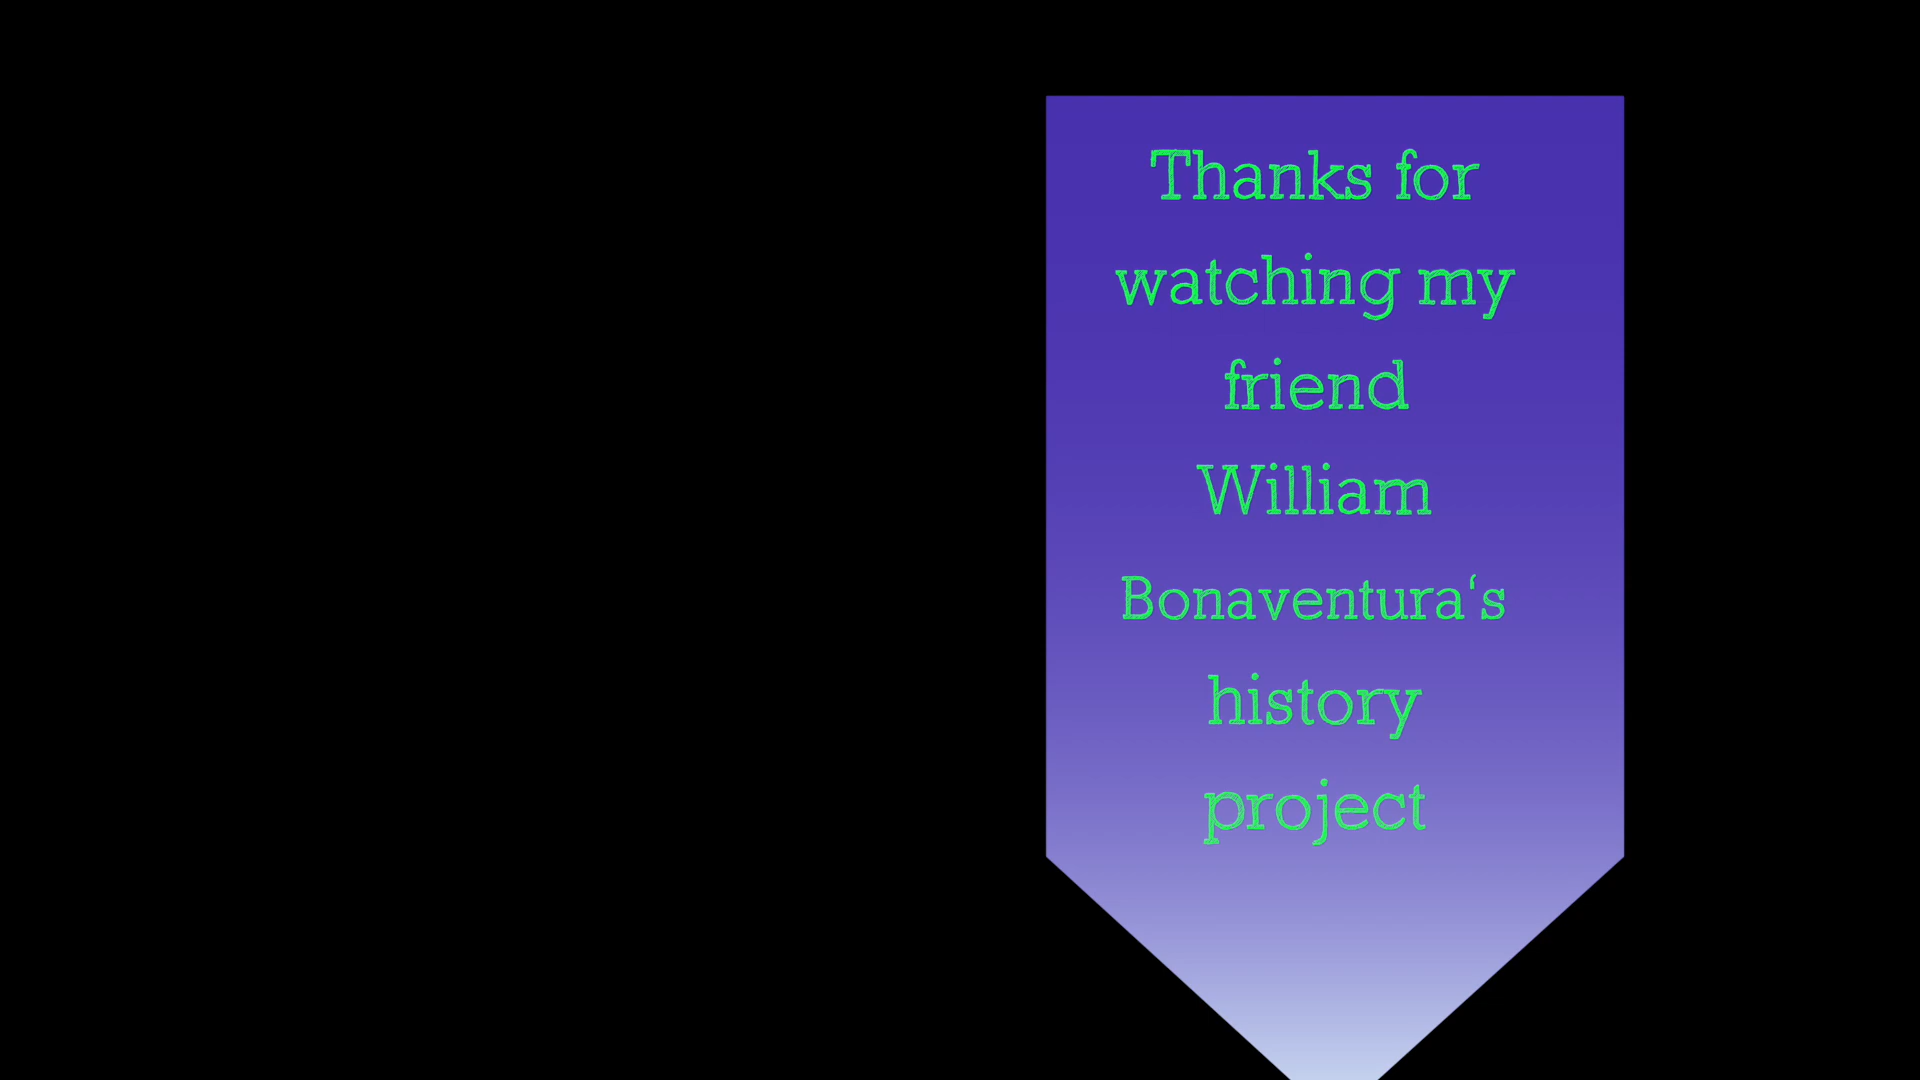 Thanks for
watching my
friend
William
Bonaventura‘s
history
project